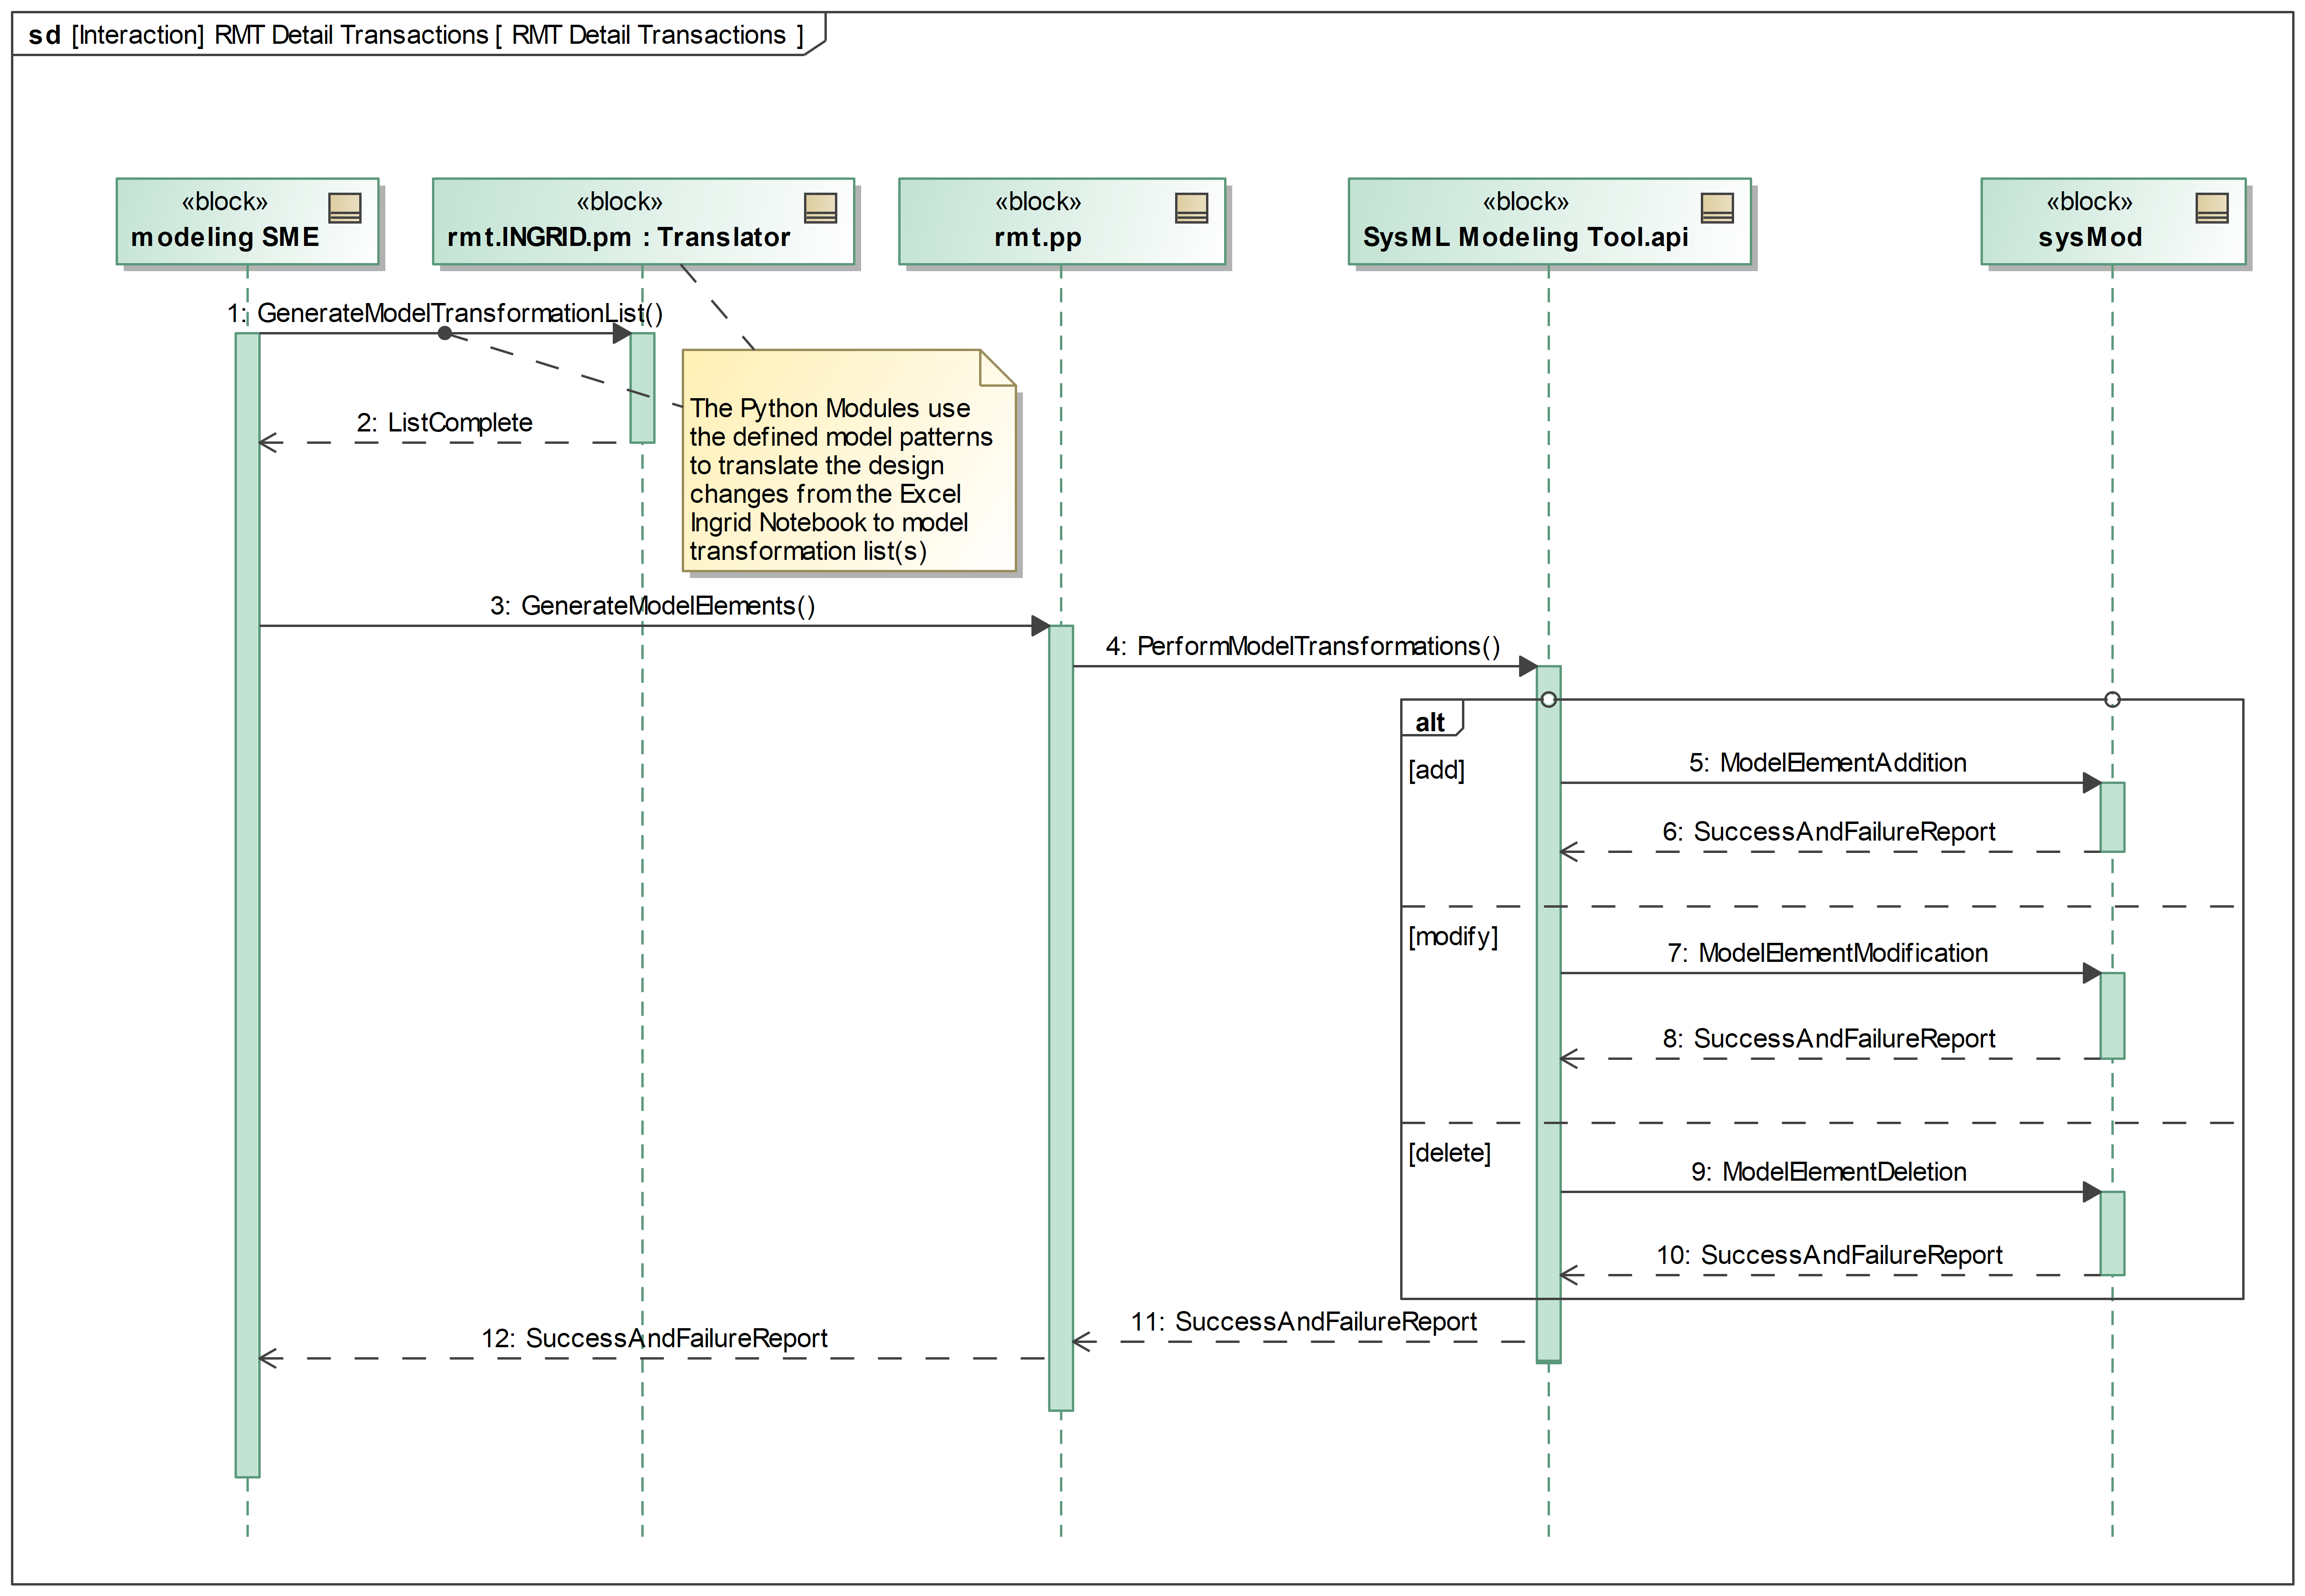 sd [Interaction] RMT Detail Transactions [ RMT Detail Transactions ]
«block»
modeling SME
«block»
rmt.INGRID.pm : Translator
«block»
rmt.pp
«block»
SysML Modeling Tool.api
«block»
sysMod
1: GenerateModelTransformationList()
The Python Modules use
the defined model patterns
to translate the design
changes from the Excel
Ingrid Notebook to model
transformation list(s)
2: ListComplete
3: GenerateModelElements()
4: PerformModelTransformations()
alt
[add]
5: ModelElementAddition
6: SuccessAndFailureReport
[modify]
7: ModelElementModification
8: SuccessAndFailureReport
[delete]
9: ModelElementDeletion
10: SuccessAndFailureReport
11: SuccessAndFailureReport
12: SuccessAndFailureReport